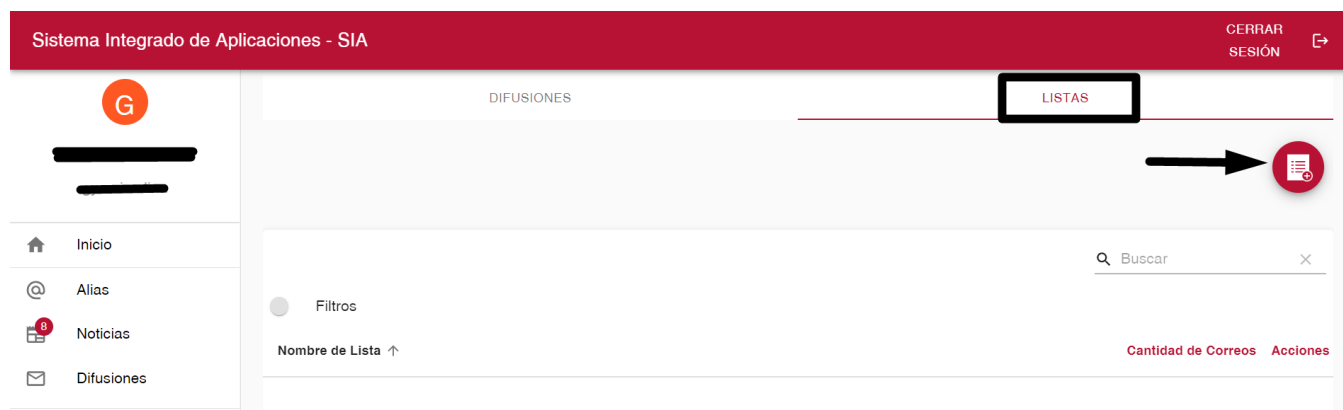 Sistema Integrado de Aplicaciones - SIA
CERRAR
SESIÓN
G
DIFUSIONES
LISTAS
Inicio
Alias
8
Noticias
Difusiones
Buscar
Filtros
Nombre de Lista
Cantidad de Correos
Acciones